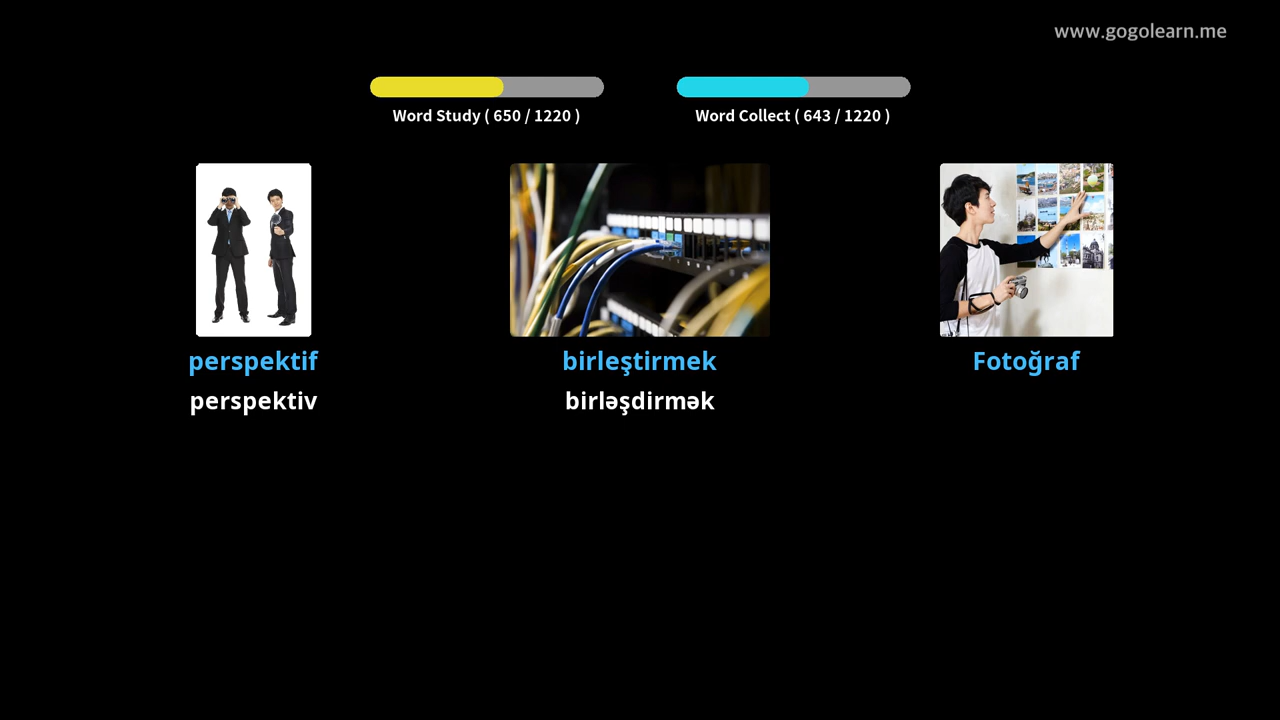 www.gogolearn.me
Word Study ( 650 / 1220 )
Word Collect ( 643 / 1220 )
perspektif
birleştirmek
Fotoğraf
perspektiv
birləşdirmək